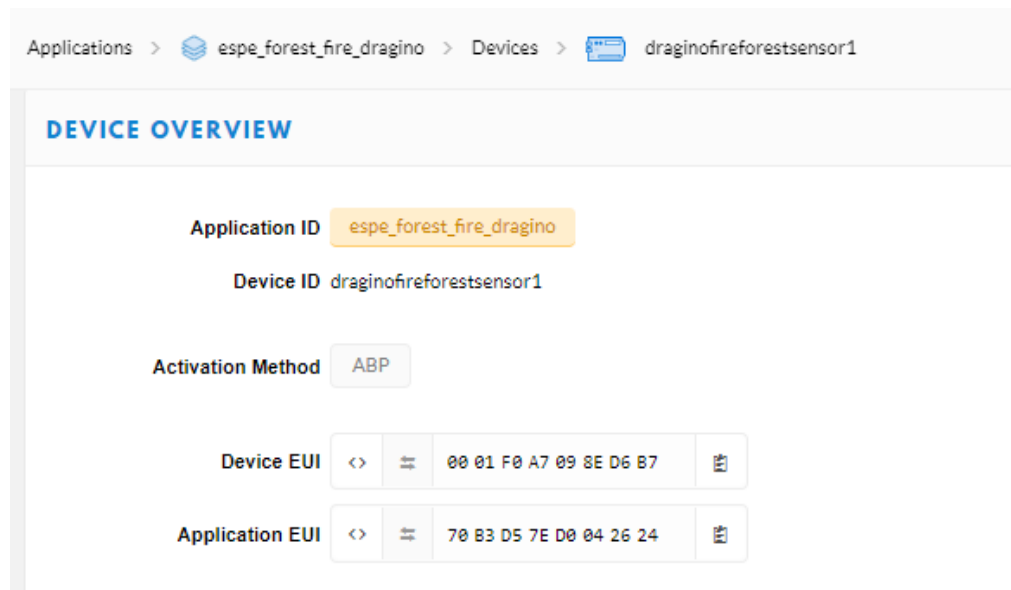 Applications > espe_forest_fire_dragino > Devices > draginofireforestsensor1
DEVICE OVERVIEW
Application ID espe_forest_fire_dragino
Device ID draginofireforestsensor1
Activation Method ABP
Device EUI <> 00 01 F0 A7 09 8E D6 B7
Application EUI <> 70 B3 D5 7E D0 04 26 24